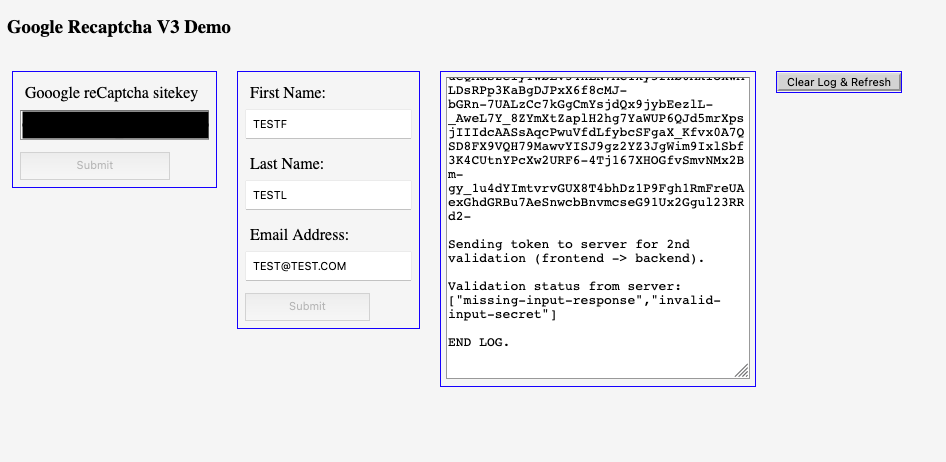 Google Recaptcha V3 Demo
Gooogle reCaptcha sitekey
Submit
First Name:
TESTF
Last Name:
TESTL
Email Address:
TEST@TEST.COM
Submit
LDsRPp3KaBgDJPxX6f8cMJ-
bGRn-7UALzCc7kGgCmYsjdQx9jybEezlL-
_AweL7Y_8ZYmXtZaplH2hg7YaWUP6QJd5mrXps
jIIIdcAASsAqcPwuVfdLfybcSFgaX_Kfvx0A7Q
SD8FX9VQH79MawvYISJ9gz2YZ3JgWim9IxlSbf
3K4CUtnYPcXw2URF6-4Tjl67XHOGfvSmvNMx2B
m-
gy_1u4dYImtvrvGUX8T4bhDz1P9Fgh1RmFreUA
exGhdGRBu7AeSnwcbBnvmcseG91Ux2Ggul23RR
d2-
Sending token to server for 2nd
validation (frontend -> backend).
Validation status from server:
["missing-input-response","invalid-
input-secret"]
END LOG.
Clear Log & Refresh